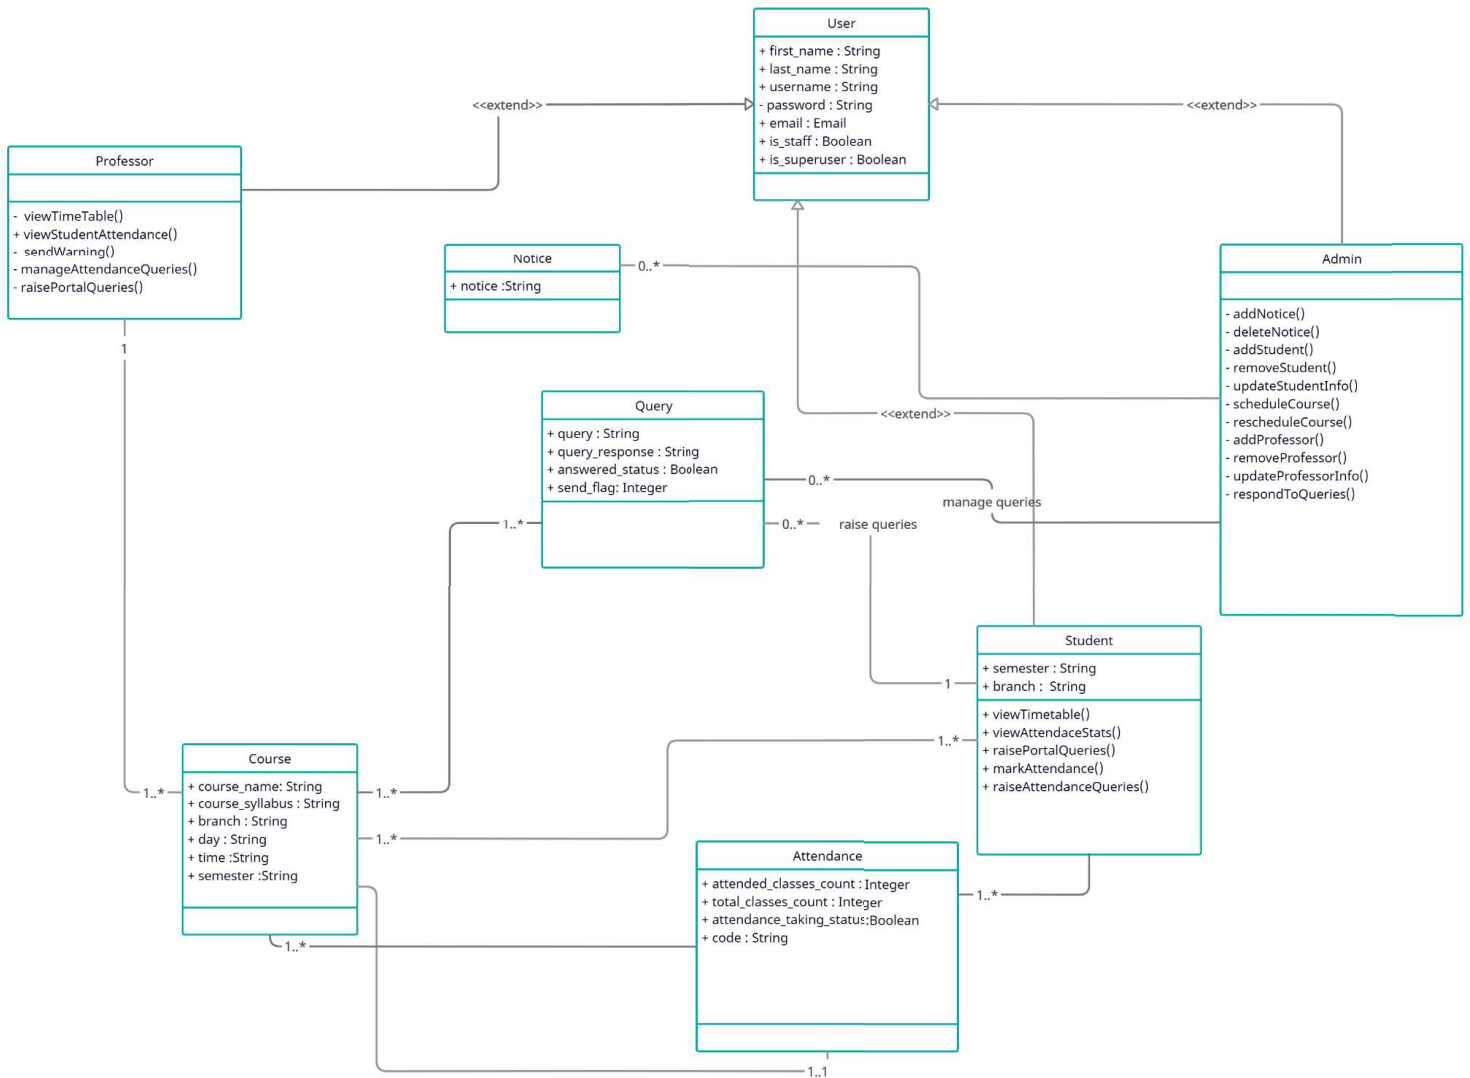 User
+ first_name : String
+ last_name : String
+ username : String
- password : String
+ email : Email
+ is_staff : Boolean
+ is_superuser : Boolean
<<extend>>
<<extend>>
Professor
- viewTimeTable()
+ viewStudentAttendance()
- sendWarning()
- manageAttendanceQueries()
- raisePortalQueries()
1
Notice
+ notice :String
0..*
Admin
- addNotice()
- deleteNotice()
- addStudent()
- removeStudent()
- updateStudentInfo()
- scheduleCourse()
- rescheduleCourse()
- addProfessor()
- removeProfessor()
- updateProfessorInfo()
- respondToQueries()
<<extend>>
Query
+ query : String
+ query_response : String
+ answered_status : Boolean
+ send_flag: Integer
0..*
manage queries
1..*
0..*
raise queries
Student
+ semester : String
+ branch : String
+ viewTimetable()
+ viewAttendaceStats()
+ raisePortalQueries()
+ markAttendance()
+ raiseAttendanceQueries()
1
1..*
Course
+ course_name: String
+ course_syllabus : String
+ branch : String
+ day : String
+ time :String
+ semester :String
1..*
1..*
1..*
1..*
Attendance
+ attended_classes_count : Integer
+ total_classes_count : Integer
+ attendance_taking_status:Boolean
+ code : String
1..*
1..1